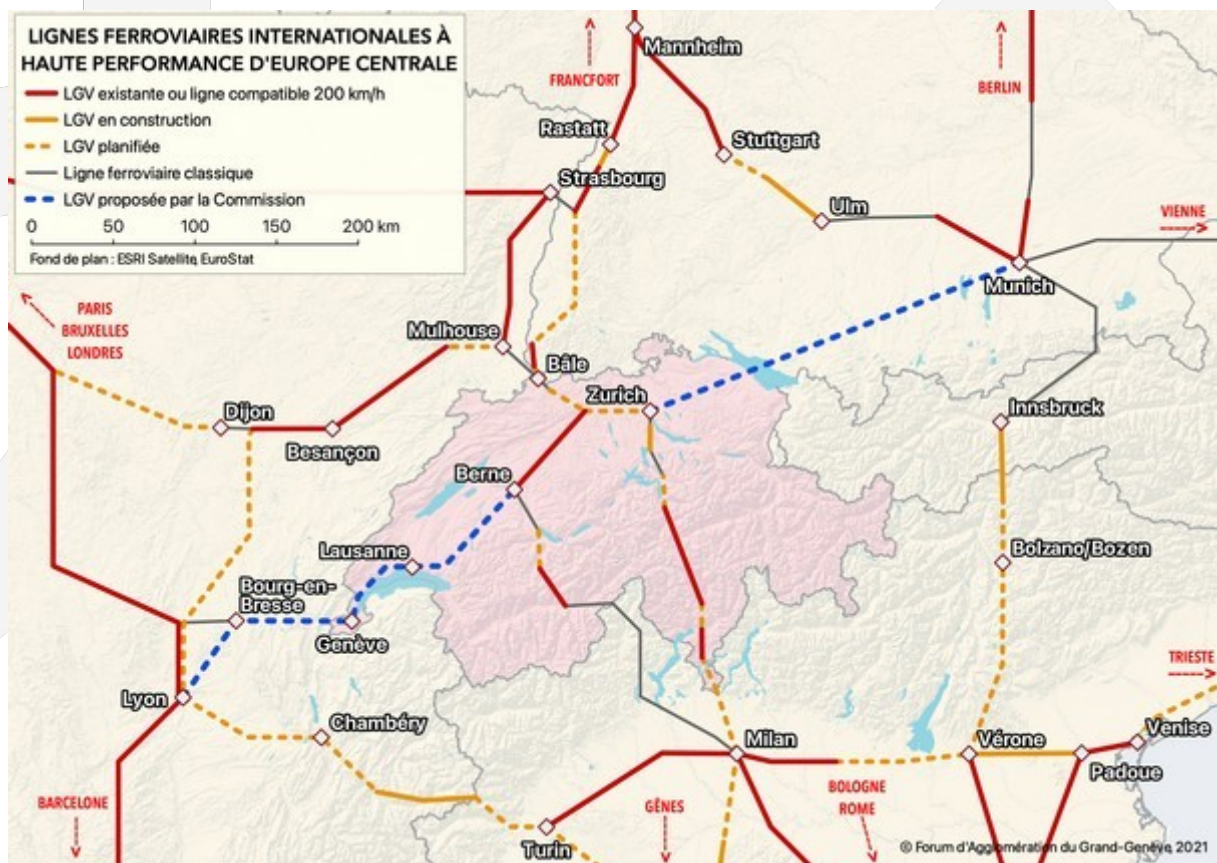 LIGNES FERROVIAIRES INTERNATIONALES À
HAUTE PERFORMANCE D'EUROPE CENTRALE
LGV existante ou ligne compatible 200 km/h
LGV en construction
LGV planifiée
Ligne ferroviaire classique
LGV proposée par la Commission
0 50 100 150 200 km
Fond de plan : ESRI Satellite, EuroStat
FRANCFORT
Mannheim
BERLIN
Rastatt
Stuttgart
Strasbourg
Ulm
VIENNE
Munich
PARIS
BRUXELLES
LONDRES
Mulhouse
Bâle
Zurich
Dijon
Besançon
Innsbruck
Berne
Lausanne
Bolzano/Bozen
Bourg-en-
Bresse
Genève
TRIESTE
Lyon
Chambéry
Milan
Vérone
Venise
Padoue
BARCELONE
GÊNES
BOLOGNE
ROME
Turin
© Forum d'Agglomération du Grand-Genève, 2021